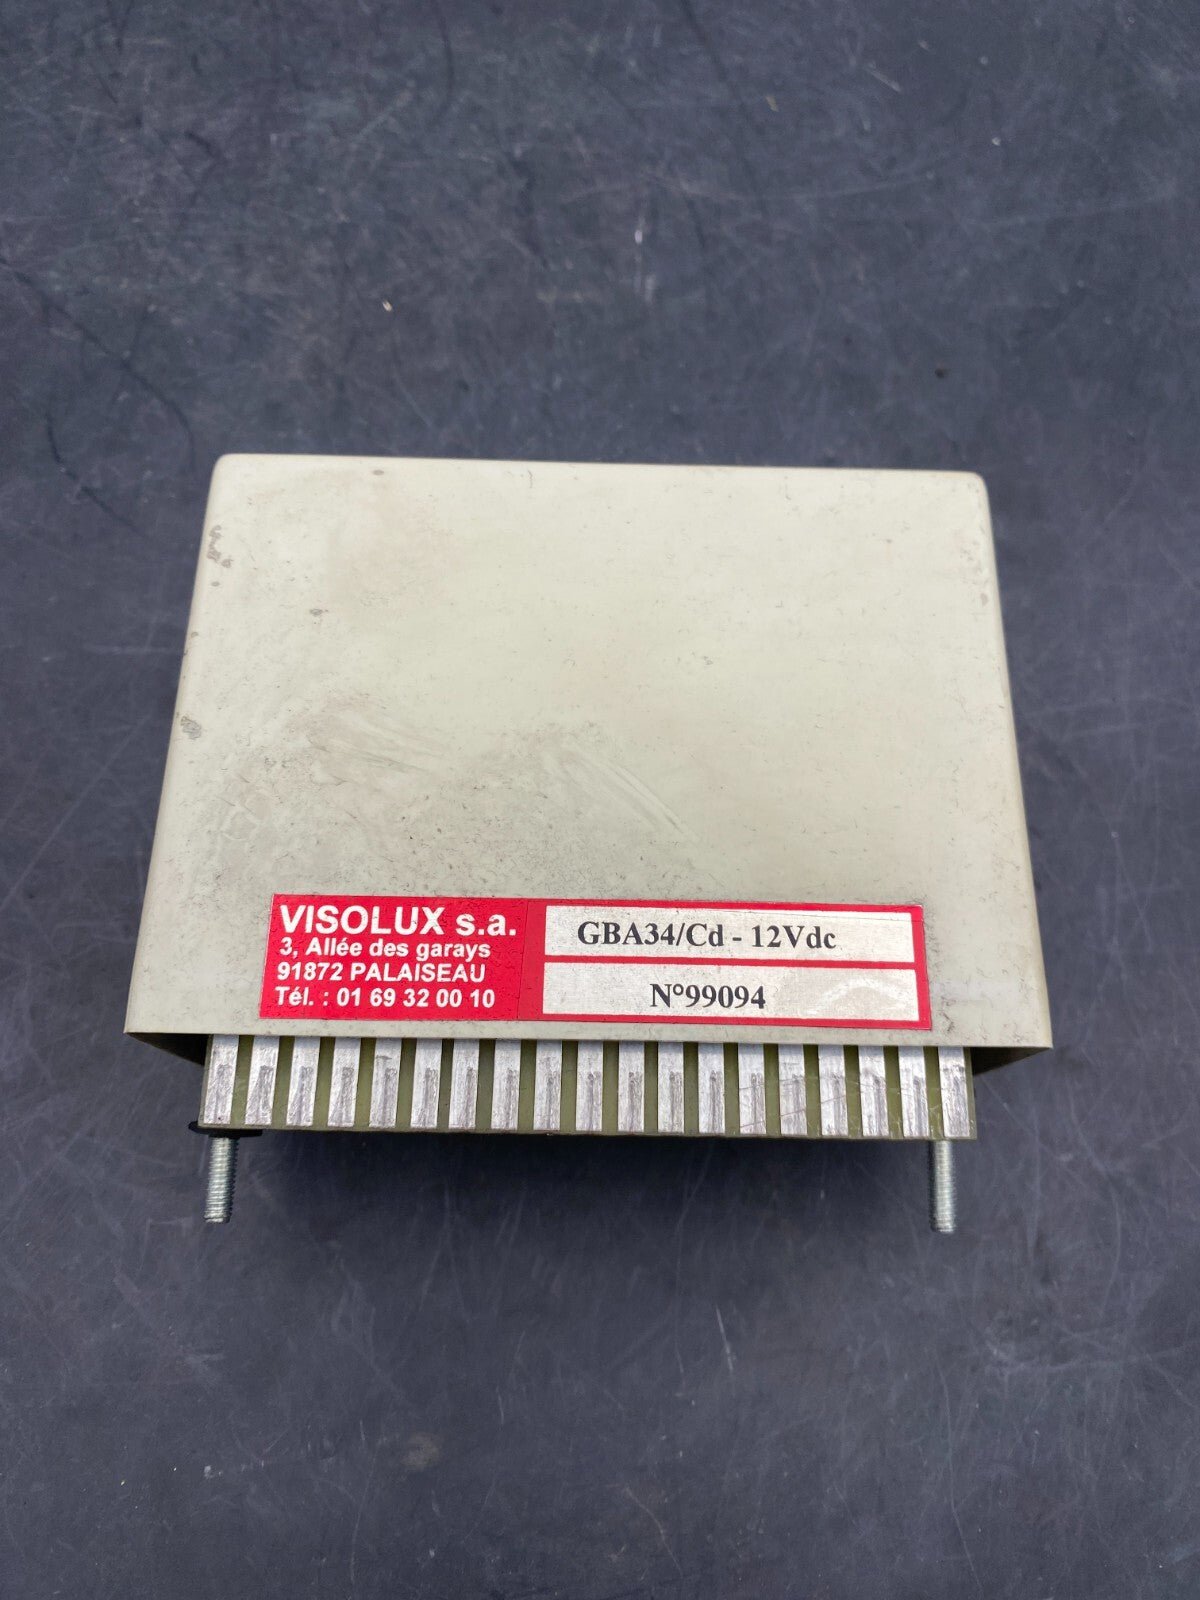 VISOLUX s.a.
3, Allée des garays
91872 PALAISEAU
Tél. : 01 69 32 00 10
GBA34/Cd - 12Vdc
N°99094